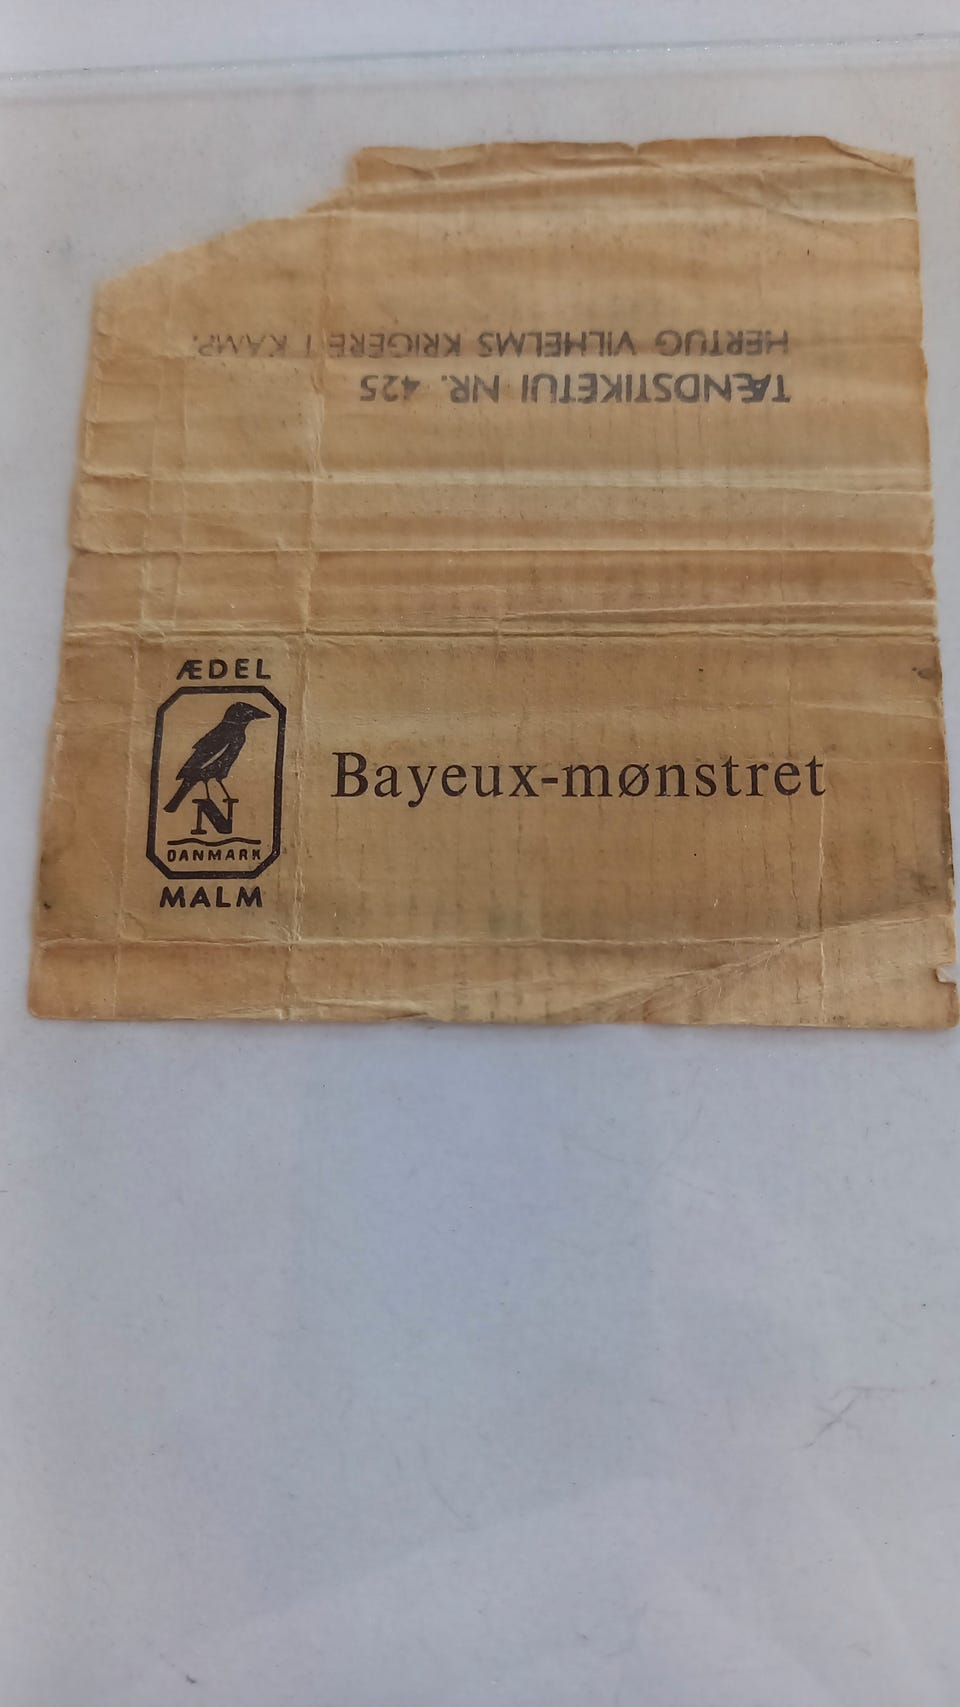 TÆNDSTIKETUI NR. 425
HERTUG VILHELMS KRIGERE I KAMP.
ÆDEL
N
DANMARK
MALM
Bayeux-mønstret